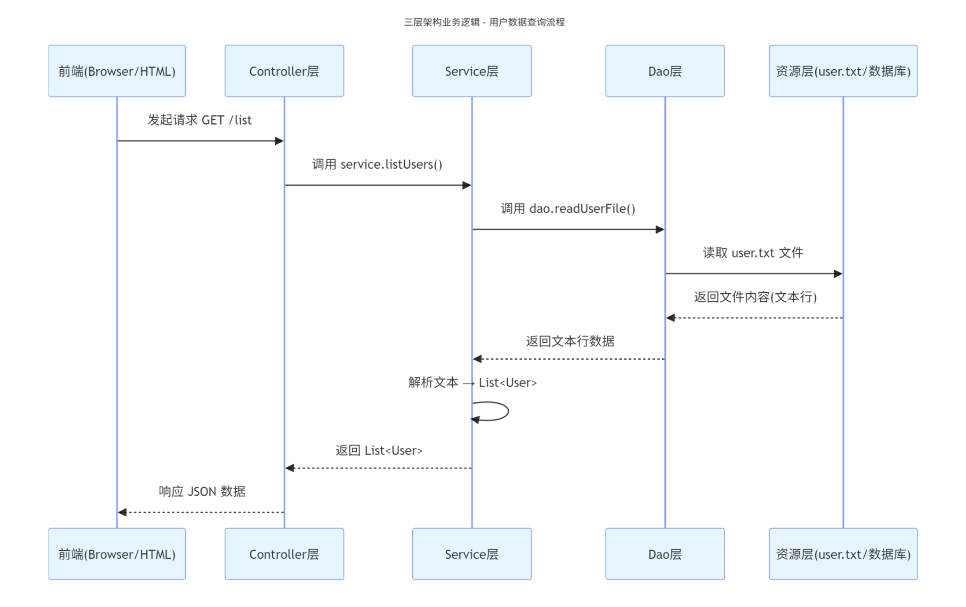 三层架构业务逻辑 - 用户数据查询流程
前端(Browser/HTML)
Controller层
Service层
Dao层
资源层(user.txt/数据库)
发起请求 GET /list
调用 service.listUsers()
调用 dao.readUserFile()
读取 user.txt 文件
返回文件内容(文本行)
返回文本行数据
解析文本 → List<User>
返回 List<User>
响应 JSON 数据
前端(Browser/HTML)
Controller层
Service层
Dao层
资源层(user.txt/数据库)